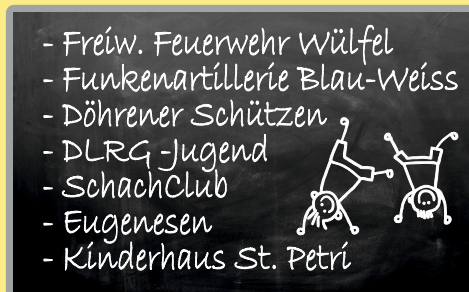 - Freiw. Feuerwehr Wülfel
- Funkenartillerie Blau-Weiss
- Döhrener Schützen
- DLRG -Jugend
- SchachClub
- Eugenesen
- Kinderhaus St. Petri